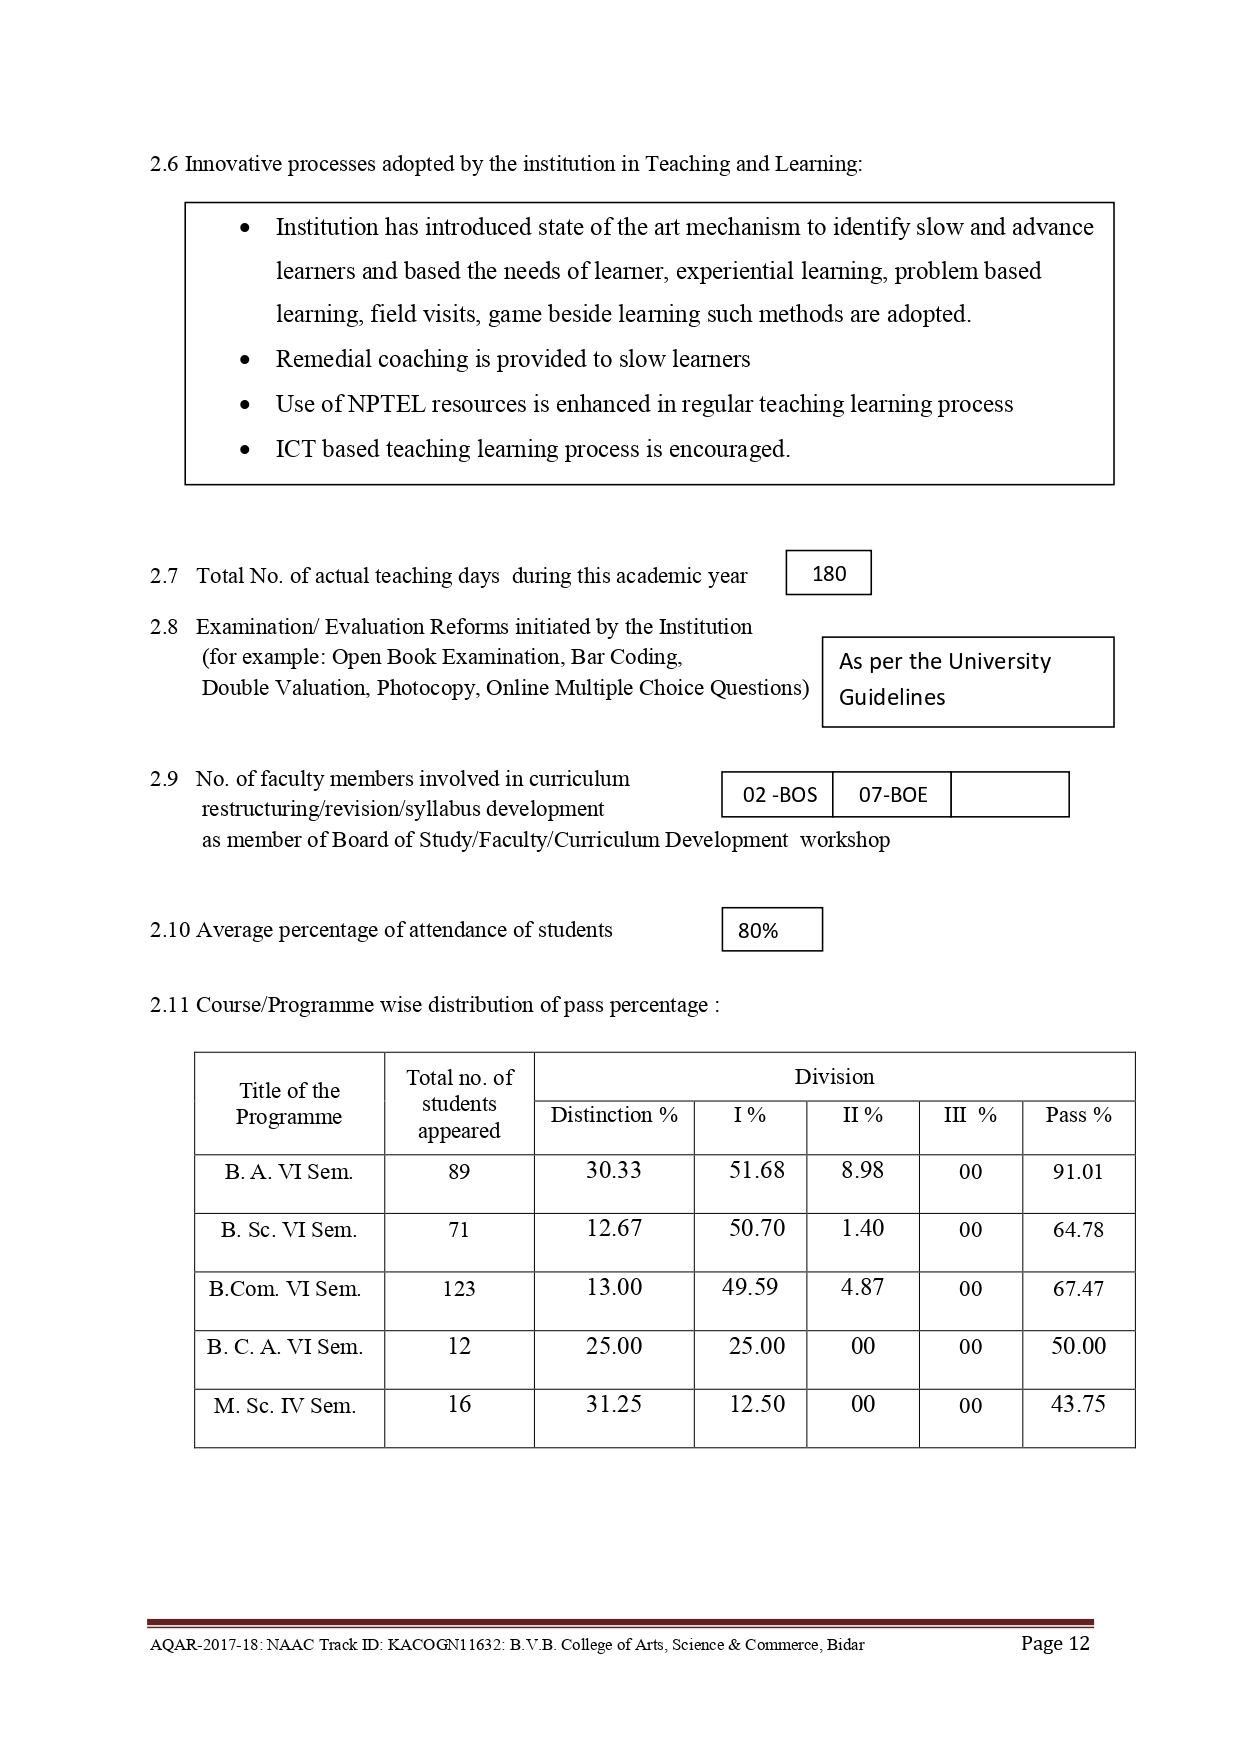 2.6 Innovative processes adopted by the institution in Teaching and Learning:
• Institution has introduced state of the art mechanism to identify slow and advance
learners and based the needs of learner, experiential learning, problem based
learning, field visits, game beside learning such methods are adopted.
• Remedial coaching is provided to slow learners
• Use of NPTEL resources is enhanced in regular teaching learning process
• ICT based teaching learning process is encouraged.
2.7 Total No. of actual teaching days during this academic year 180
2.8 Examination/ Evaluation Reforms initiated by the Institution
(for example: Open Book Examination, Bar Coding,
Double Valuation, Photocopy, Online Multiple Choice Questions)
As per the University
Guidelines
2.9 No. of faculty members involved in curriculum
restructuring/revision/syllabus development
as member of Board of Study/Faculty/Curriculum Development workshop
02 -BOS 07-BOE
2.10 Average percentage of attendance of students 80%
2.11 Course/Programme wise distribution of pass percentage :
Title of the
Programme
Total no. of
students
appeared
Division
Distinction % I % II % III % Pass %
B. A. VI Sem. 89 30.33 51.68 8.98 00 91.01
B. Sc. VI Sem. 71 12.67 50.70 1.40 00 64.78
B.Com. VI Sem. 123 13.00 49.59 4.87 00 67.47
B. C. A. VI Sem. 12 25.00 25.00 00 00 50.00
M. Sc. IV Sem. 16 31.25 12.50 00 00 43.75
AQAR-2017-18: NAAC Track ID: KACOGN11632: B.V.B. College of Arts, Science & Commerce, Bidar Page 12